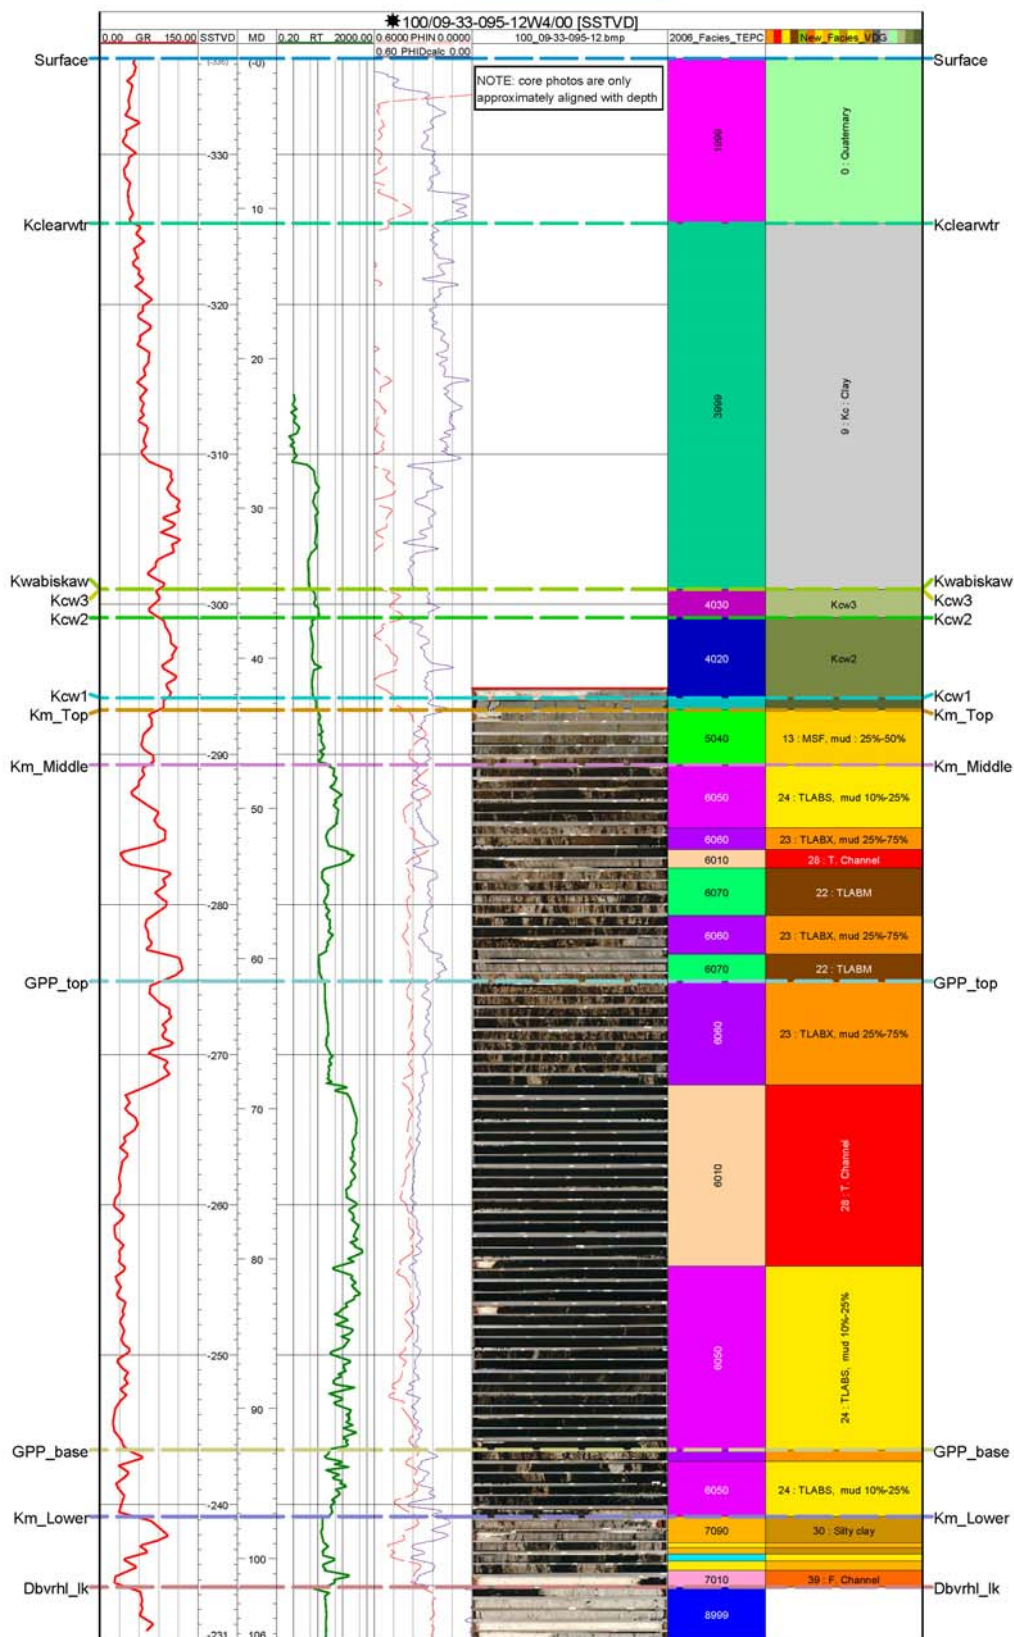 100/09-33-095-12W4/00 [SSTVD]
0.00 GR 150.00 SSTVD MD 0.20 RT 2000.00 0.6000 PHIN 0.0000 100_09-33-095-12.bmp 2006_Facies_TEPC New_Facies_VDG
0.60 PHIDcalc 0.00
Surface (-0) Surface
NOTE: core photos are only
approximately aligned with depth
1999 0 : Quaternary
-330
10
Kclearwtr Kclearwtr
-320
20
3999 9 : Kc : Clay
-310
30
Kwabiskaw Kwabiskaw
Kcw3 -300 4030 Kcw3 Kcw3
Kcw2 Kcw2
40 4020 Kcw2
Kcw1 Kcw1
Km_Top Km_Top
5040 13 : MSF, mud : 25%-50%
-290
Km_Middle Km_Middle
6050 24 : TLABS, mud 10%-25%
50
6060 23 : TLABX, mud 25%-75%
6010 28 : T. Channel
6070 22 : TLABM
-280
6060 23 : TLABX, mud 25%-75%
60 6070 22 : TLABM
GPP_top GPP_top
6060 23 : TLABX, mud 25%-75%
-270
70
6010 28 : T. Channel
-260
80
6050 24 : TLABS, mud 10%-25%
-250
90
GPP_base GPP_base
6050 24 : TLABS, mud 10%-25%
-240
Km_Lower Km_Lower
7090 30 : Silty clay
100
7010 39 : F. Channel
Dbvrhl_lk Dbvrhl_lk
8999
-231 106